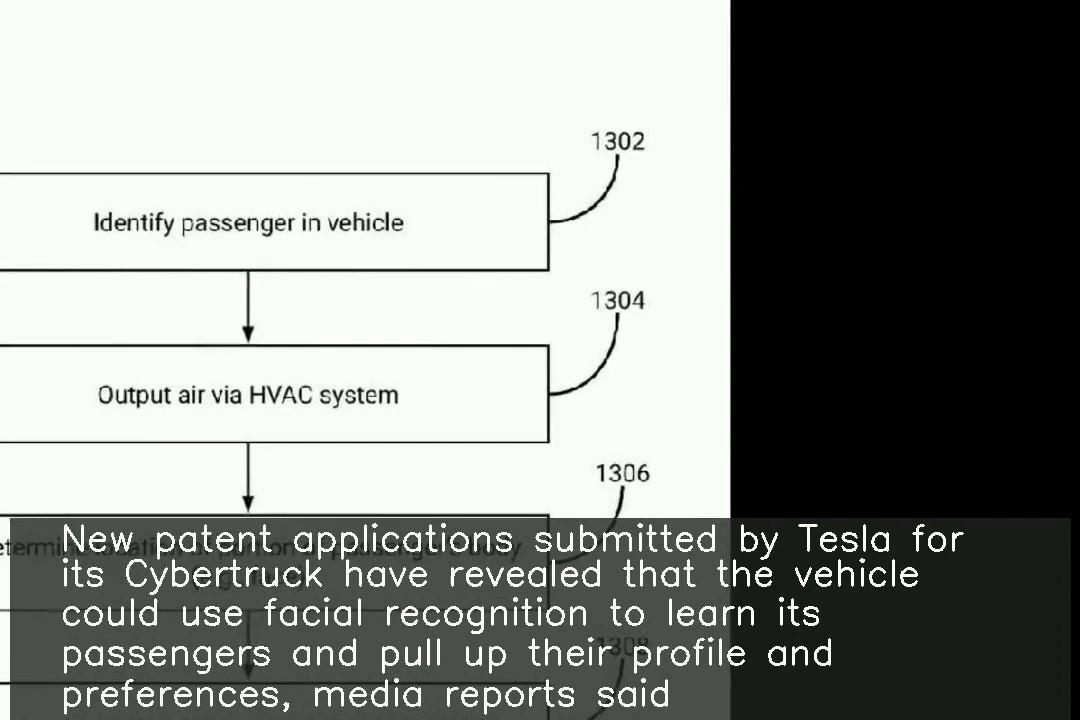 1302
Identify passenger in vehicle
1304
Output air via HVAC system
1306
New patent applications submitted by Tesla for
its Cybertruck have revealed that the vehicle
could use facial recognition to learn its
passengers and pull up their profile and
preferences, media reports said
1308